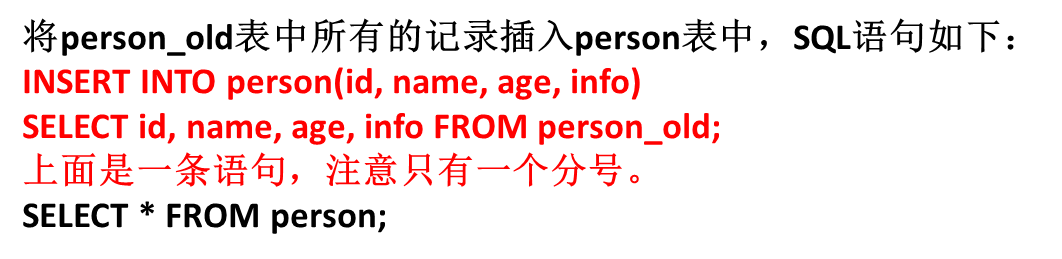 将person_old表中所有的记录插入person表中，SQL语句如下：
INSERT INTO person(id, name, age, info)
SELECT id, name, age, info FROM person_old;
上面是一条语句，注意只有一个分号。
SELECT * FROM person;